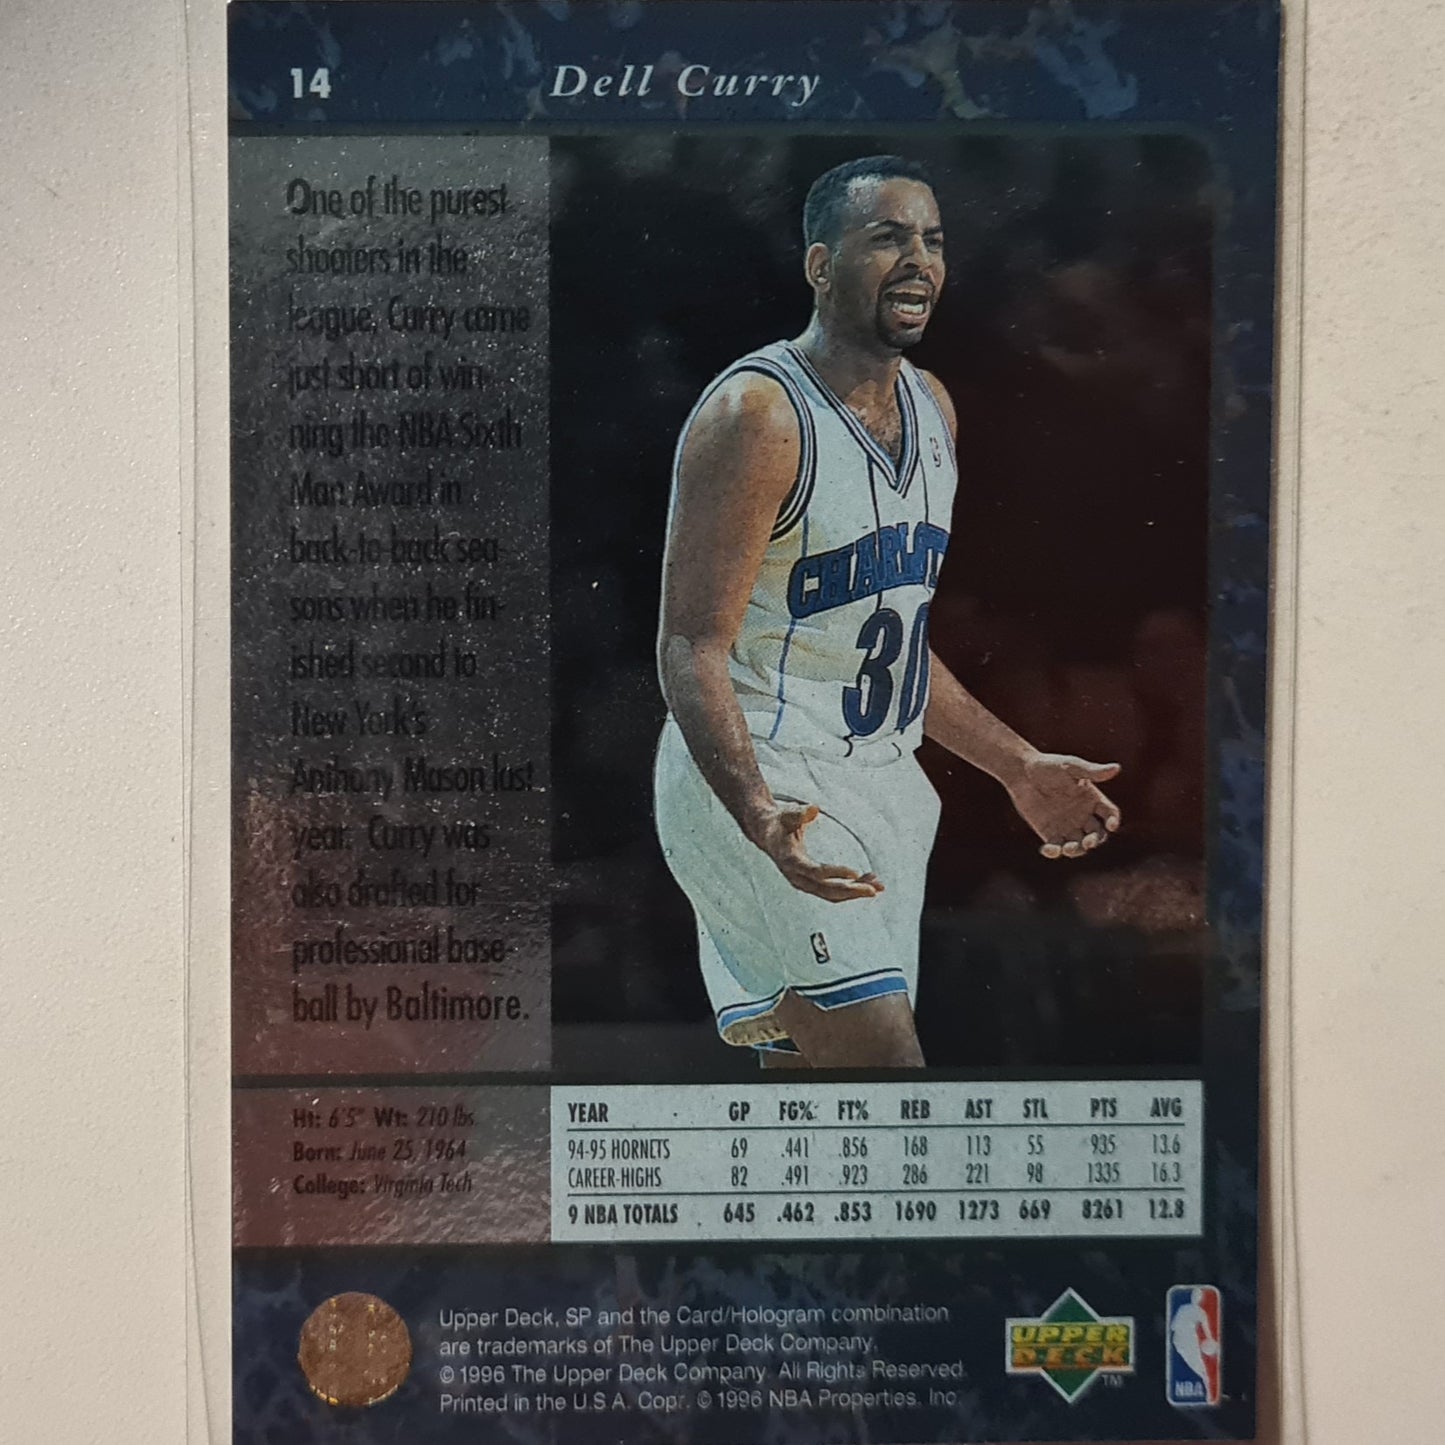 14 Dell Curry
One of the purest
shooters in the
league, Curry came
just short of win-
ning the NBA Sixth
Man Award in
back-to-back sea-
sons when he fin-
ished second to
New York's
Anthony Mason last
year. Curry was
also drafted for
professional base-
ball by Baltimore.
CHARLOT
30
Ht: 6'5" Wt: 210 lbs.
Born: June 25, 1964
College: Virginia Tech
YEAR GP FG% FT% REB AST STL PTS AVG
94-95 HORNETS 69 .441 .856 168 113 55 935 13.6
CAREER-HIGHS 82 .491 .923 286 221 98 1335 16.3
9 NBA TOTALS 645 .462 .853 1690 1273 669 8261 12.8
Upper Deck, SP and the Card/Hologram combination
are trademarks of The Upper Deck Company.
© 1996 The Upper Deck Company. All Rights Reserved.
Printed in the U.S.A. Copr. © 1996 NBA Properties, Inc.
UPPER
DECK
TM
NBA